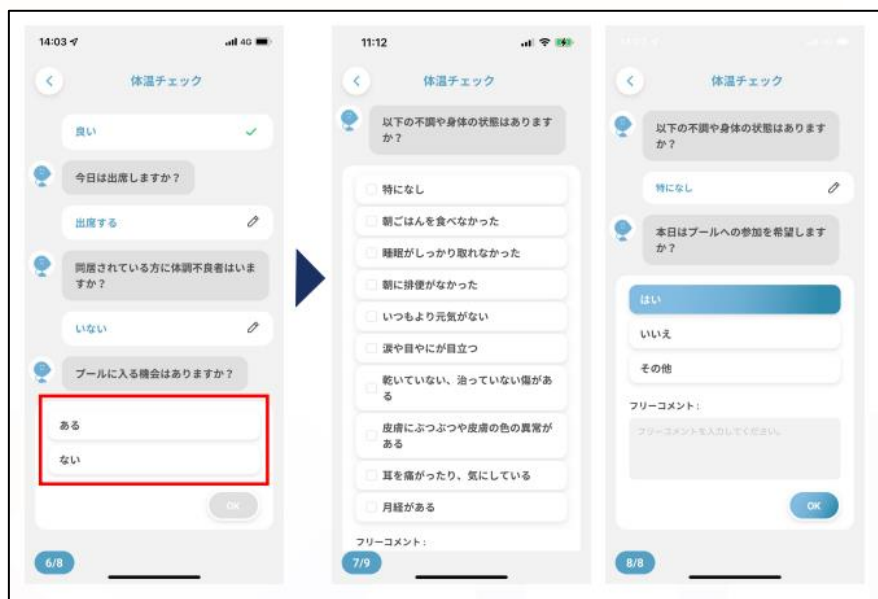 14:03
4G
体温チェック
良い
今日は出席しますか？
出席する
同居されている方に体調不良者はいま
すか？
いない
プールに入る機会はありますか？
ある
ない
OK
6/8
11:12
体温チェック
以下の不調や身体の状態はあります
か？
特になし
朝ごはんを食べなかった
睡眠がしっかり取れなかった
朝に排便がなかった
いつもより元気がない
涙や目やにが目立つ
乾いていない、治っていない傷があ
る
皮膚にぶつぶつや皮膚の色の異常が
ある
耳を痛がったり、気にしている
月経がある
フリーコメント：
7/9
体温チェック
以下の不調や身体の状態はあります
か？
特になし
本日はプールへの参加を希望します
か？
はい
いいえ
その他
フリーコメント：
フリーコメントを入力してください。
OK
8/8